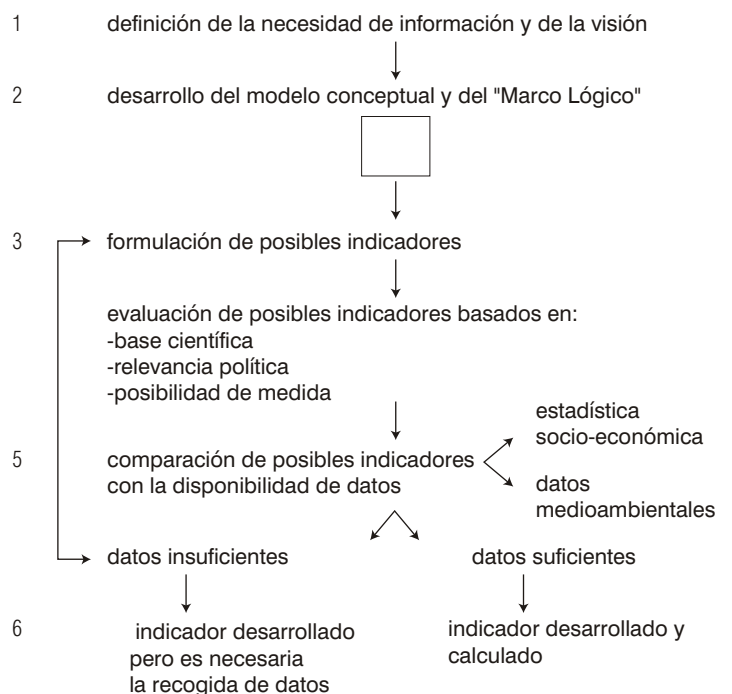 1 definición de la necesidad de información y de la visión
2 desarrollo del modelo conceptual y del "Marco Lógico"
3 formulación de posibles indicadores
evaluación de posibles indicadores basados en:
-base científica
-relevancia política
-posibilidad de medida
5 comparación de posibles indicadores
con la disponibilidad de datos
estadística
socio-económica
datos
medioambientales
datos insuficientes
datos suficientes
6 indicador desarrollado
pero es necesaria
la recogida de datos
indicador desarrollado y
calculado